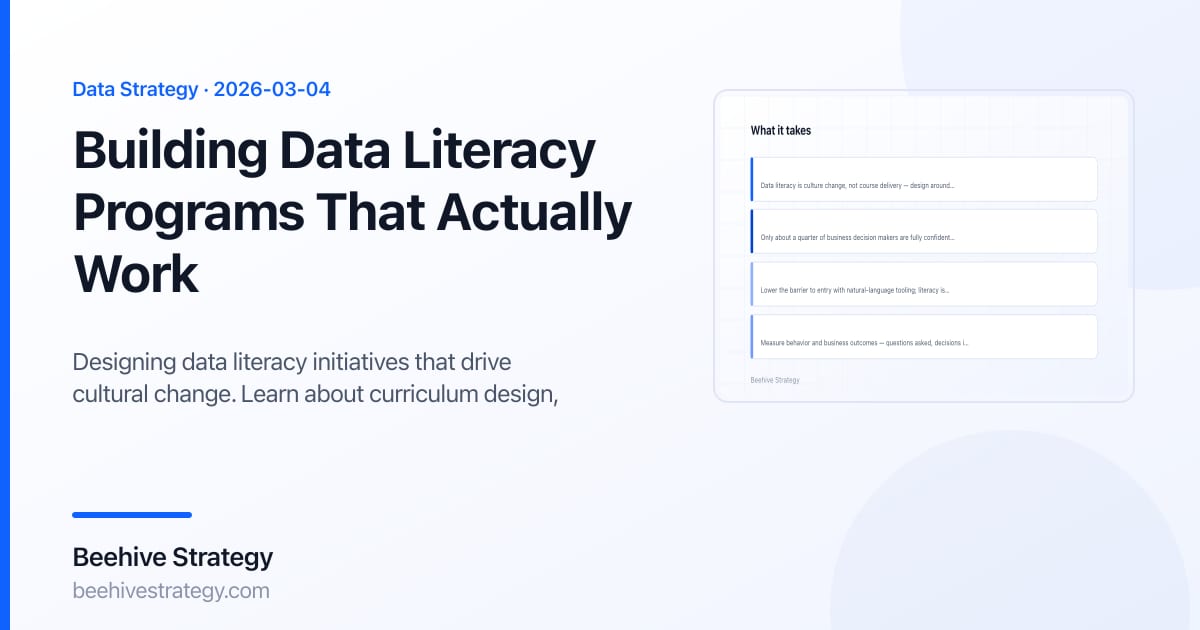 Data Strategy · 2026-03-04
Building Data Literacy
Programs That Actually
Work
Designing data literacy initiatives that drive
cultural change. Learn about curriculum design,
Beehive Strategy
beehivestrategy.com
What it takes
Data literacy is culture change, not course delivery — design around...
Only about a quarter of business decision makers are fully confident...
Lower the barrier to entry with natural-language tooling; literacy is...
Measure behavior and business outcomes — questions asked, decisions i...
Beehive Strategy